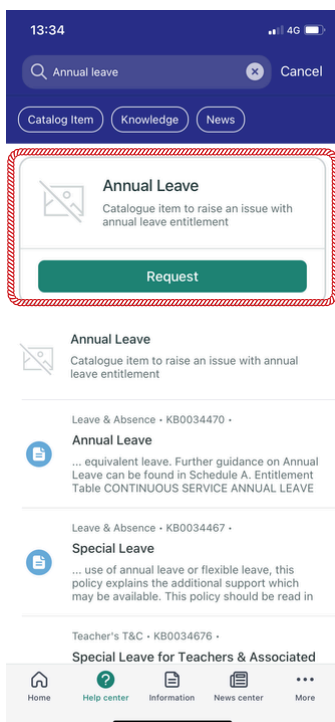 13:34
4G
Annual leave
Cancel
Catalog Item
Knowledge
News
Annual Leave
Catalogue item to raise an issue with
annual leave entitlement
Request
Annual Leave
Catalogue item to raise an issue with annual
leave entitlement
Leave & Absence • KB0034470 •
Annual Leave
... equivalent leave. Further guidance on Annual
Leave can be found in Schedule A. Entitlement
Table CONTINUOUS SERVICE ANNUAL LEAVE
Leave & Absence • KB0034467 •
Special Leave
... use of annual leave or flexible leave, this
policy explains the additional support which
may be available. This policy should be read in
Teacher's T&C • KB0034676 •
Special Leave for Teachers & Associated
Home
Help center
Information
News center
More